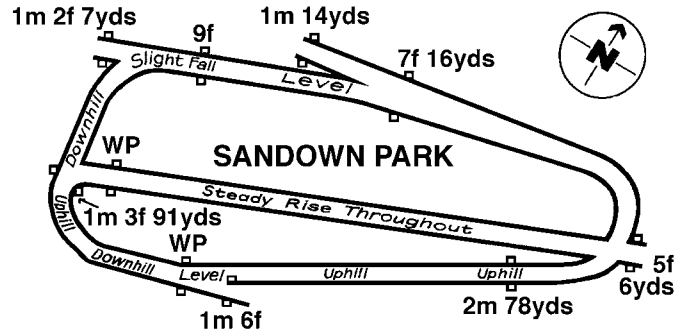 1m 2f 7yds
9f
1m 14yds
7f 16yds
N
Slight Fall
Level
Downhill
WP
SANDOWN PARK
Steady Rise Throughout
Uphill
1m 3f 91yds
WP
Downhill
Level
Uphill
Uphill
5f
6yds
2m 78yds
1m 6f